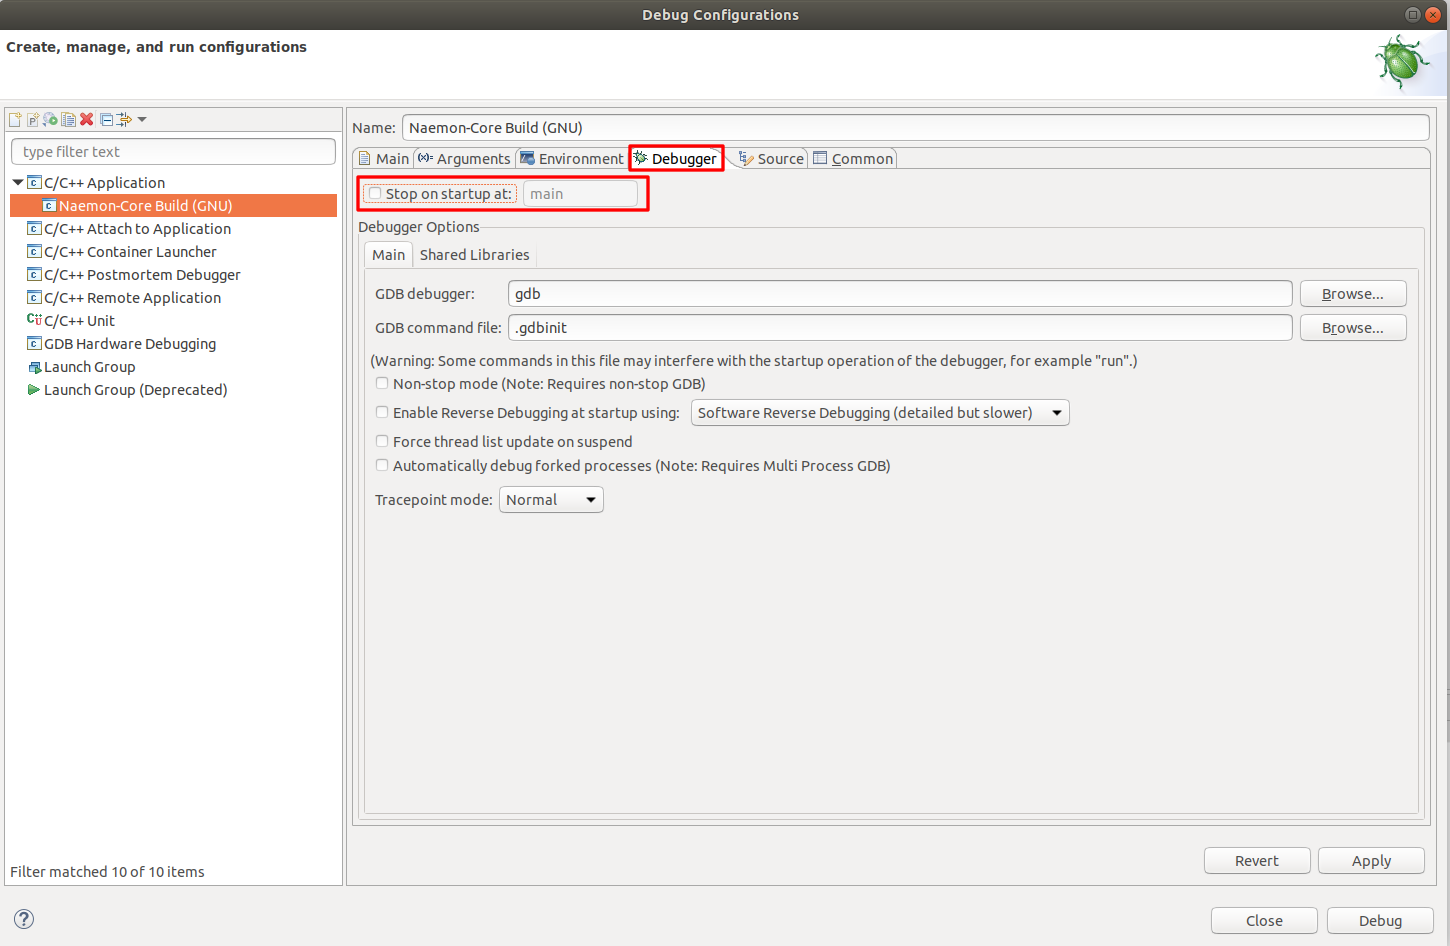 Debug Configurations
Create, manage, and run configurations
type filter text
C/C++ Application
Naemon-Core Build (GNU)
C/C++ Attach to Application
C/C++ Container Launcher
C/C++ Postmortem Debugger
C/C++ Remote Application
C/C++ Unit
GDB Hardware Debugging
Launch Group
Launch Group (Deprecated)
Filter matched 10 of 10 items
Name: Naemon-Core Build (GNU)
Main (x)= Arguments Environment Debugger Source Common
Stop on startup at: main
Debugger Options
Main Shared Libraries
GDB debugger: gdb Browse...
GDB command file: .gdbinit Browse...
(Warning: Some commands in this file may interfere with the startup operation of the debugger, for example "run".)
Non-stop mode (Note: Requires non-stop GDB)
Enable Reverse Debugging at startup using: Software Reverse Debugging (detailed but slower)
Force thread list update on suspend
Automatically debug forked processes (Note: Requires Multi Process GDB)
Tracepoint mode: Normal
Revert Apply
Close Debug